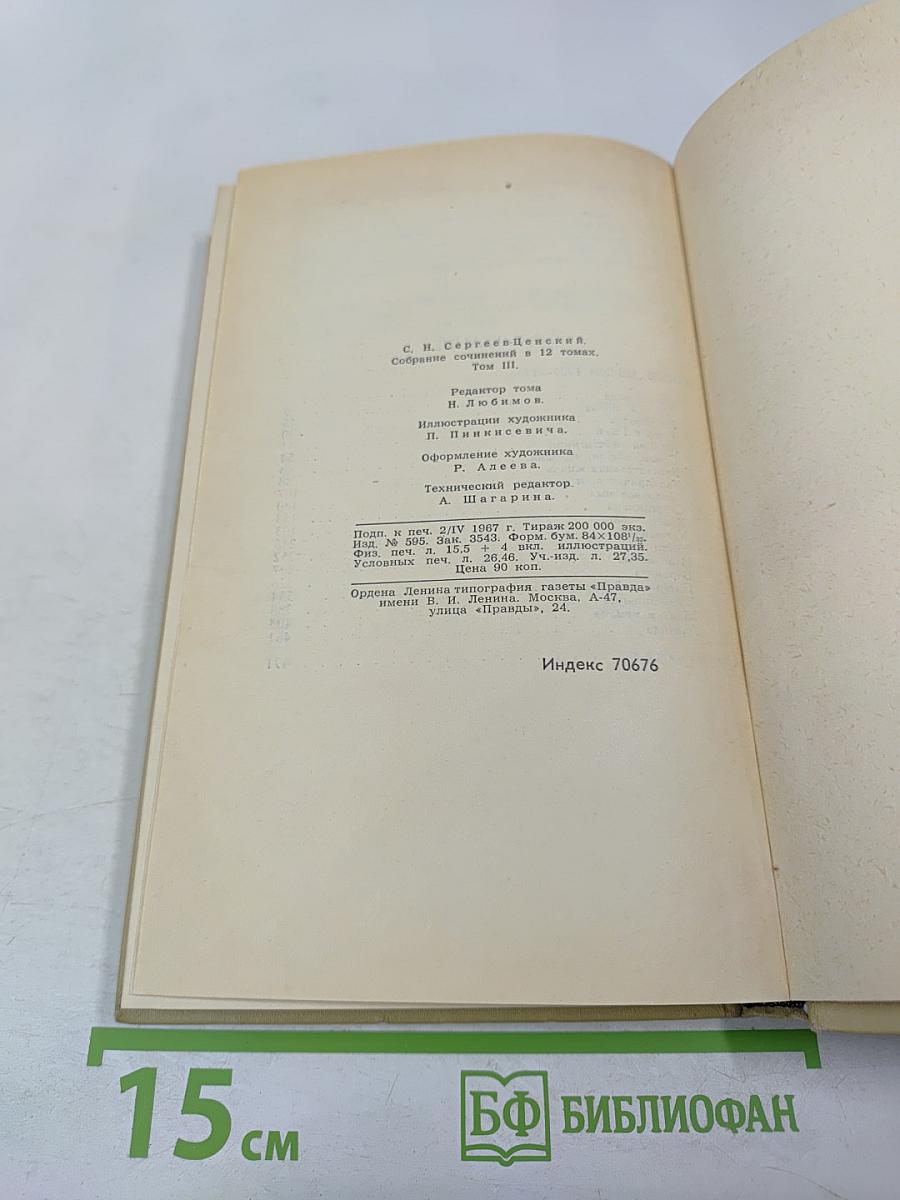 С. Н. Сергеев-Ценский.
Собрание сочинений в 12 томах.
Том III.
Редактор тома
Н. Любимов.
Иллюстрации художника
П. Пинкисевича.
Оформление художника
Р. Алеева.
Технический редактор
А. Шагарина.
Подп. к печ. 2/IV 1967 г. Тираж 200 000 экз.
Изд. № 595. Зак. 3543. Форм. бум. 84×108¹/₃₂.
Физ. печ. л. 15,5 + 4 вкл. иллюстраций.
Условных печ. л. 26,46. Уч.-изд. л. 27,35.
Цена 90 коп.
Ордена Ленина типография газеты «Правда»
имени В. И. Ленина. Москва, А-47,
улица «Правды», 24.
Индекс 70676
15 см
БФ БИБЛИОФАН